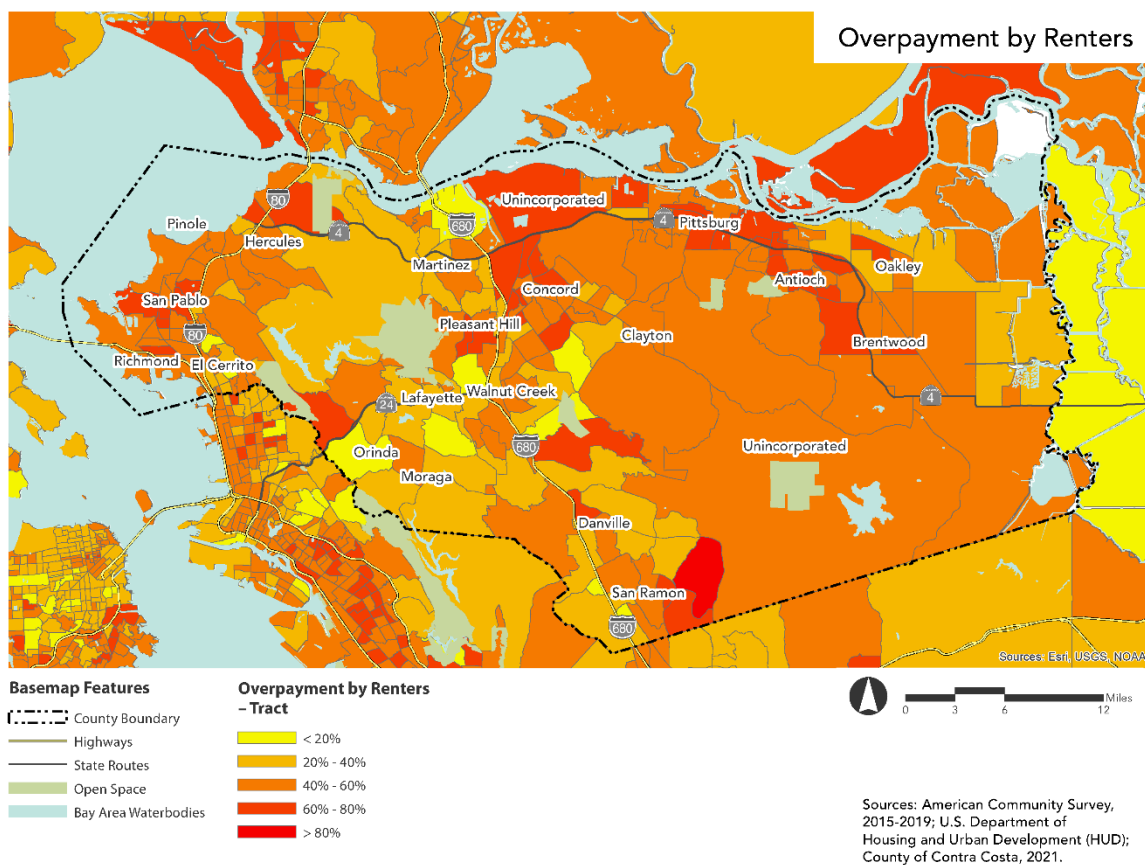 Overpayment by Renters
Unincorporated
80
Pinole
4
680
4
Pittsburg
Hercules
Martinez
Oakley
Antioch
San Pablo
Concord
80
Pleasant Hill
Clayton
Brentwood
Richmond
El Cerrito
24
Lafayette
Walnut Creek
4
680
Unincorporated
Orinda
Moraga
Danville
San Ramon
680
Sources: Esri, USGS, NOAA
Basemap Features
County Boundary
Highways
State Routes
Open Space
Bay Area Waterbodies
Overpayment by Renters
– Tract
< 20%
20% - 40%
40% - 60%
60% - 80%
> 80%
Miles
0 3 6 12
Sources: American Community Survey,
2015-2019; U.S. Department of
Housing and Urban Development (HUD);
County of Contra Costa, 2021.